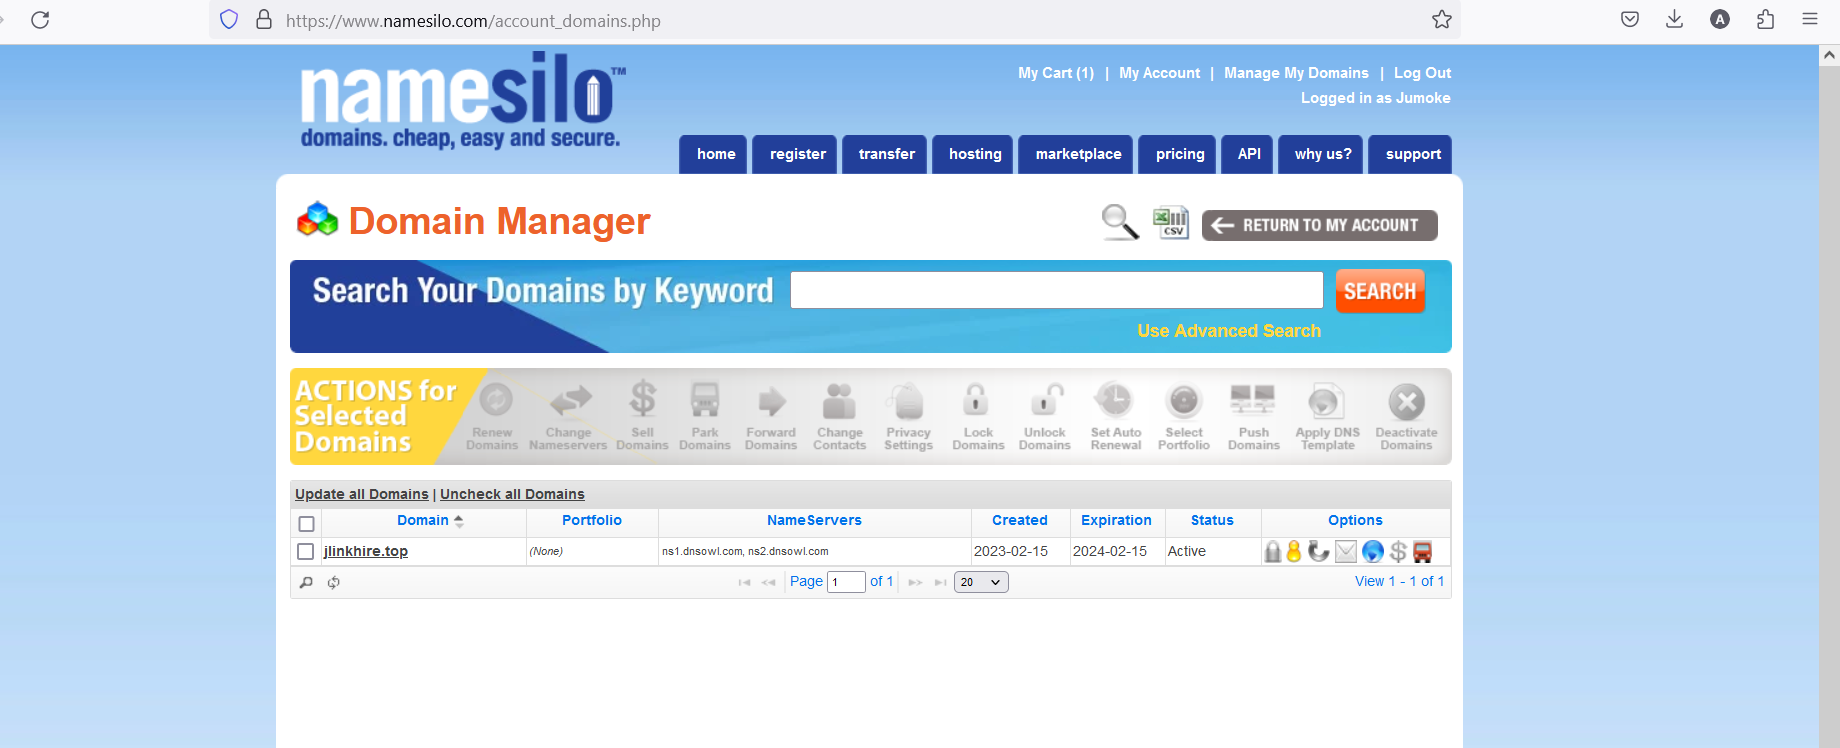 https://www.namesilo.com/account_domains.php
A
namesilo™
domains. cheap, easy and secure.
My Cart (1) | My Account | Manage My Domains | Log Out
Logged in as Jumoke
home register transfer hosting marketplace pricing API why us? support
Domain Manager
CSV
RETURN TO MY ACCOUNT
Search Your Domains by Keyword
SEARCH
Use Advanced Search
ACTIONS for
Selected
Domains
Renew Domains
Change Nameservers
Sell Domains
Park Domains
Forward Domains
Change Contacts
Privacy Settings
Lock Domains
Unlock Domains
Set Auto Renewal
Select Portfolio
Push Domains
Apply DNS Template
Deactivate Domains
Update all Domains | Uncheck all Domains
Domain Portfolio NameServers Created Expiration Status Options
jlinkhire.top (None) ns1.dnsowl.com, ns2.dnsowl.com 2023-02-15 2024-02-15 Active
Page 1 of 1 20 View 1 - 1 of 1